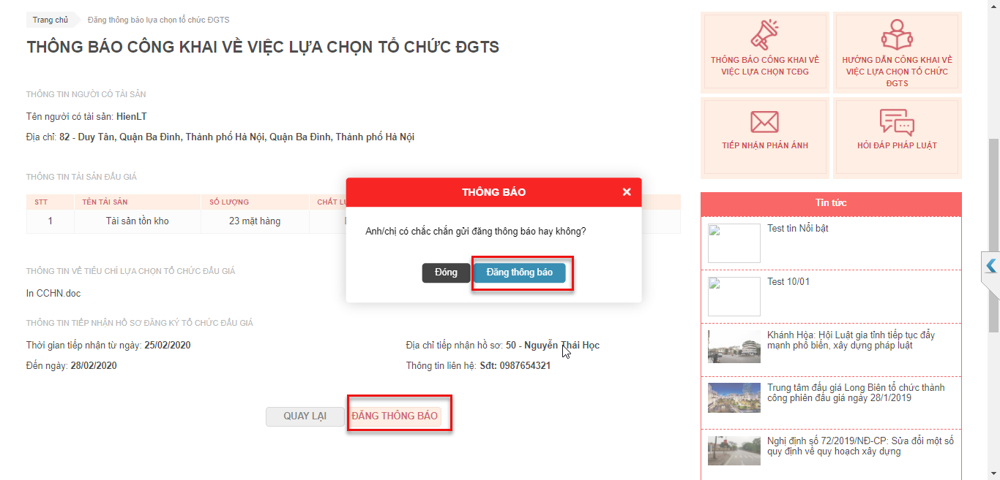 Trang chủ
Đăng thông báo lựa chọn tổ chức ĐGTS
THÔNG BÁO CÔNG KHAI VỀ VIỆC LỰA CHỌN TỔ CHỨC ĐGTS
THÔNG TIN NGƯỜI CÓ TÀI SẢN
Tên người có tài sản: HienLT
Địa chỉ: 82 - Duy Tân, Quận Ba Đình, Thành phố Hà Nội, Quận Ba Đình, Thành phố Hà Nội
THÔNG TIN TÀI SẢN ĐẤU GIÁ
STT TÊN TÀI SẢN SỐ LƯỢNG CHẤT
1 Tài sản tồn kho 23 mặt hàng
THÔNG BÁO
Anh/chị có chắc chắn gửi đăng thông báo hay không?
Đóng Đăng thông báo
THÔNG TIN VỀ TIÊU CHÍ LỰA CHỌN TỔ CHỨC ĐẤU GIÁ
In CCHN.doc
THÔNG TIN TIẾP NHẬN HỒ SƠ ĐĂNG KÝ TỔ CHỨC ĐẤU GIÁ
Thời gian tiếp nhận từ ngày: 25/02/2020
Địa chỉ tiếp nhận hồ sơ: 50 - Nguyễn Thái Học
Đến ngày: 28/02/2020
Thông tin liên hệ: Sđt: 0987654321
QUAY LẠI ĐĂNG THÔNG BÁO
THÔNG BÁO CÔNG KHAI VỀ
VIỆC LỰA CHỌN TCĐG
HƯỚNG DẪN CÔNG KHAI VỀ
VIỆC LỰA CHỌN TỔ CHỨC
ĐGTS
TIẾP NHẬN PHẢN ÁNH
HỎI ĐÁP PHÁP LUẬT
Tin tức
Test tin Nổi bật
Test 10/01
Khánh Hòa: Hội Luật gia tỉnh tiếp tục đẩy
mạnh phổ biến, xây dựng pháp luật
Trung tâm đấu giá Long Biên tổ chức thành
công phiên đấu giá ngày 28/1/2019
Nghị định số 72/2019/NĐ-CP: Sửa đổi một số
quy định về quy hoạch xây dựng